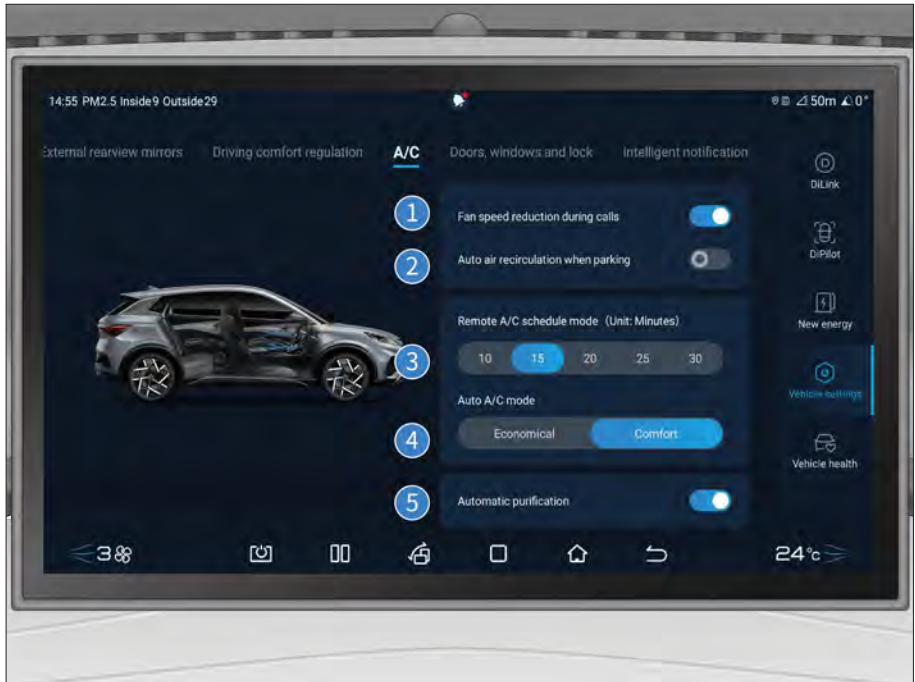 14:55 PM2.5 Inside9 Outside29
50m 0°
External rearview mirrors Driving comfort regulation A/C Doors, windows and lock Intelligent notification
DiLink
1 Fan speed reduction during calls
2 Auto air recirculation when parking
DiPilot
Remote A/C schedule mode (Unit: Minutes)
New energy
3 10 15 20 25 30
Auto A/C mode
Vehicle settings
4 Economical Comfort
Vehicle health
5 Automatic purification
3 24°c